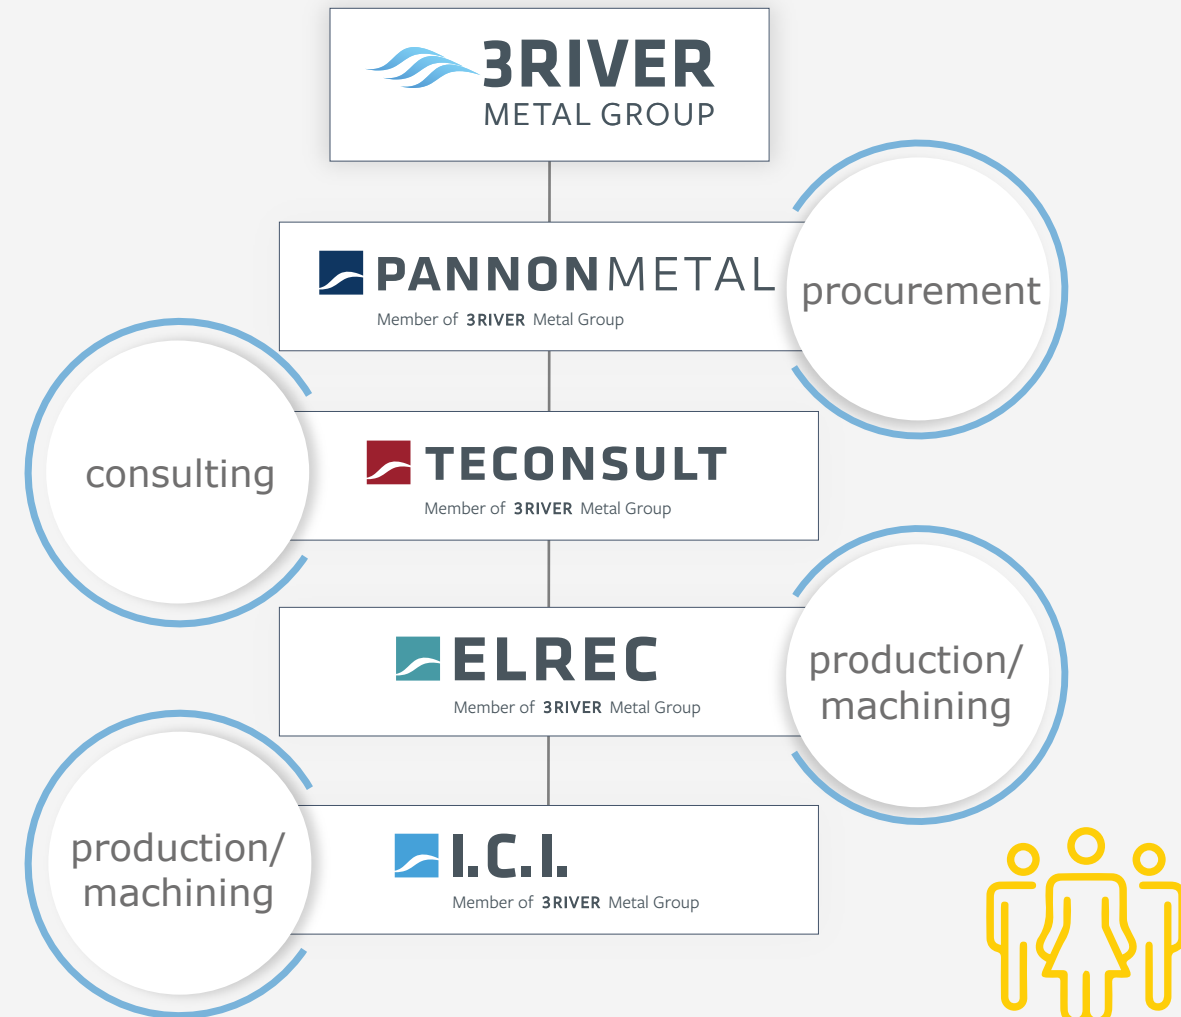 3RIVER
METAL GROUP
PANNONMETAL
Member of 3RIVER Metal Group
procurement
TECONSULT
Member of 3RIVER Metal Group
consulting
ELREC
Member of 3RIVER Metal Group
production/
machining
I.C.I.
Member of 3RIVER Metal Group
production/
machining